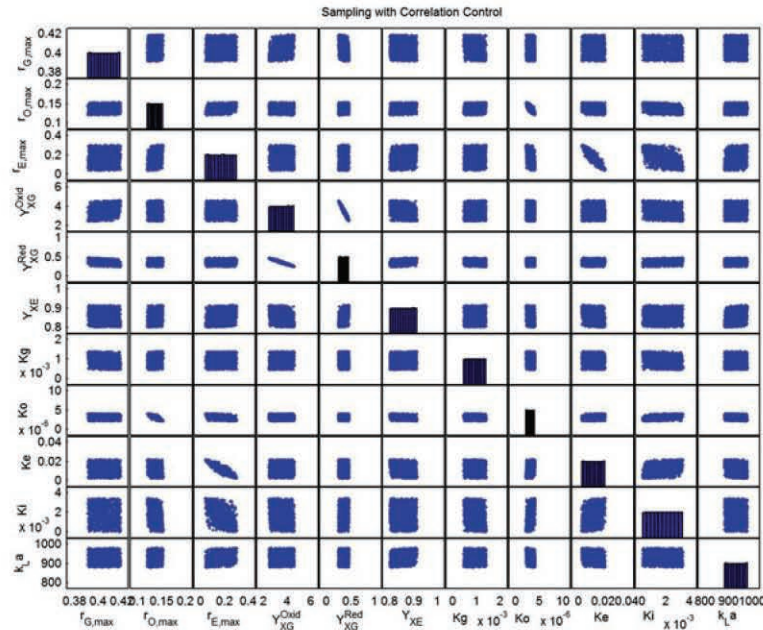 Sampling with Correlation Control
r_G,max 0.42 0.4 0.38
r_O,max 0.2 0.15 0.1
r_E,max 0.4 0.2 0
Y_XG^Oxid 6 4 2
Y_XG^Red 1 0.5 0
Y_XE 1 0.9 0.8
Kg x 10^-3 2 1 0
Ko x 10^-6 10 5 0
Ke 0.04 0.02 0
Ki x 10^-3 4 2 0
k_L a 1000 900 800
0.38 0.4 0.42 0.1 0.15 0.2 0 0.2 0.4 2 4 6 0 0.5 1 0.8 0.9 1 0 1 2 0 5 10 0 0.02 0.04 0 2 4 800 900 1000
r_G,max r_O,max r_E,max Y_XG^Oxid Y_XG^Red Y_XE Kg x 10^-3 Ko x 10^-6 Ke Ki x 10^-3 k_L a